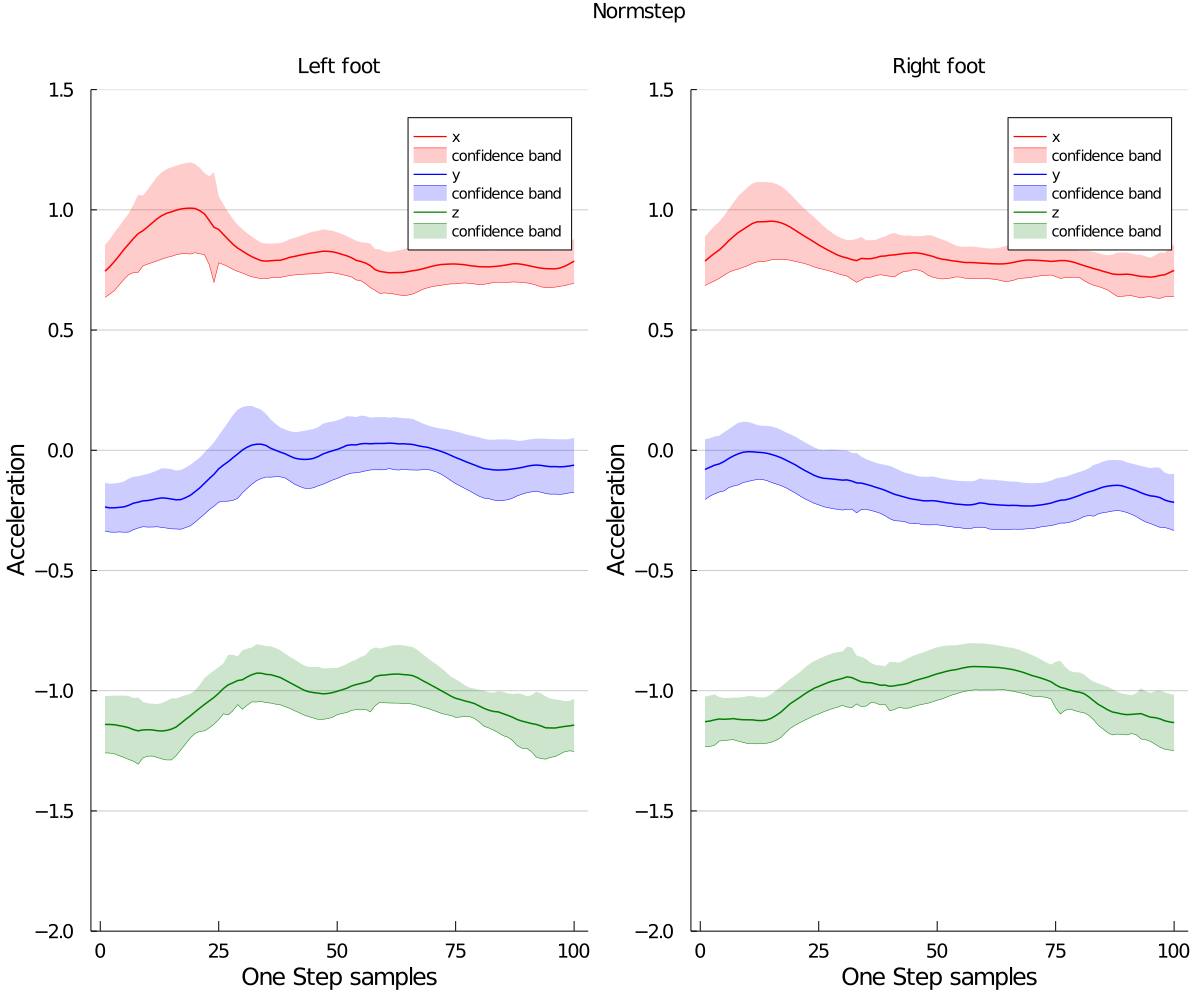 Normstep
Left foot
1.5
1.0
0.5
0.0
−0.5
−1.0
−1.5
−2.0
Acceleration
x
confidence band
y
confidence band
z
confidence band
0 25 50 75 100
One Step samples
Right foot
1.5
1.0
0.5
0.0
−0.5
−1.0
−1.5
−2.0
Acceleration
x
confidence band
y
confidence band
z
confidence band
0 25 50 75 100
One Step samples